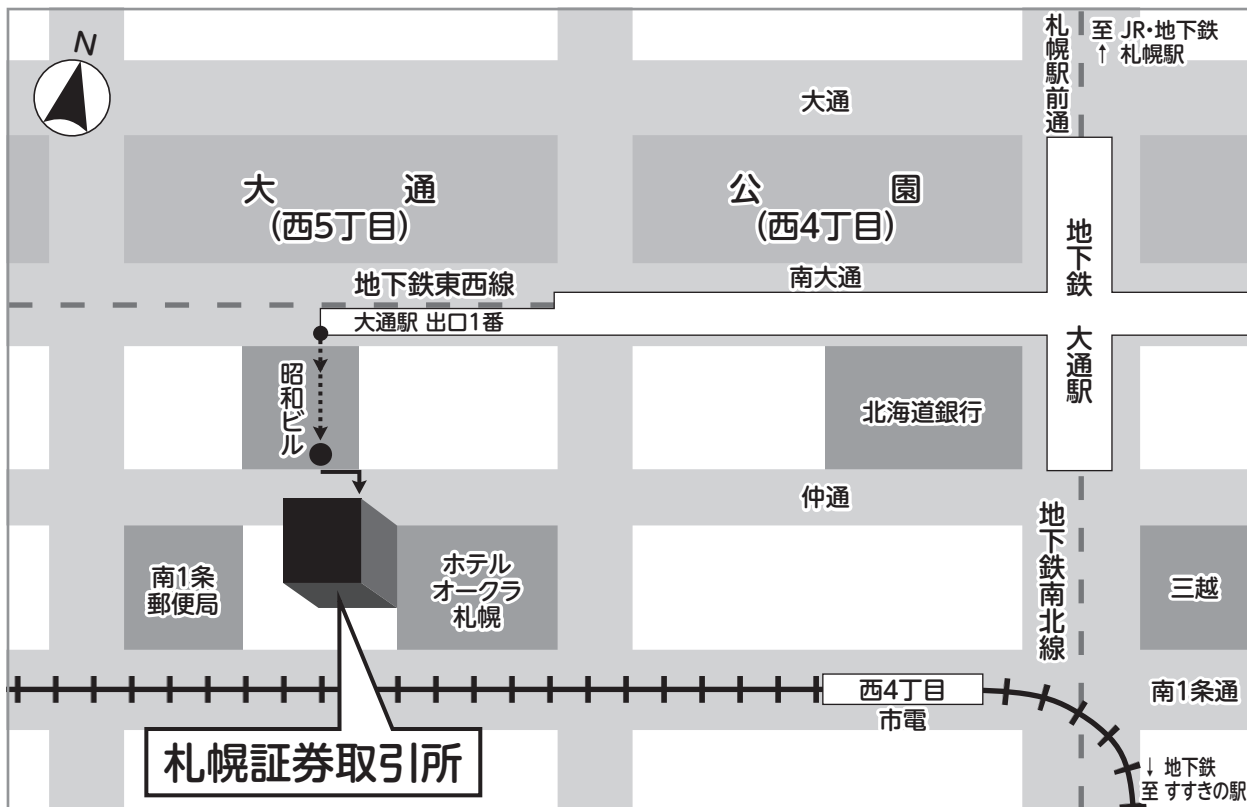 N
札幌駅前通
至 JR・地下鉄
↑ 札幌駅
大通
大 通
(西5丁目)
公 園
(西4丁目)
地下鉄 大通駅
地下鉄東西線
南大通
大通駅 出口1番
昭和ビル
北海道銀行
仲通
南1条
郵便局
ホテル
オークラ
札幌
地下鉄南北線
三越
西4丁目
市電
南1条通
札幌証券取引所
↓ 地下鉄
至 すすきの駅